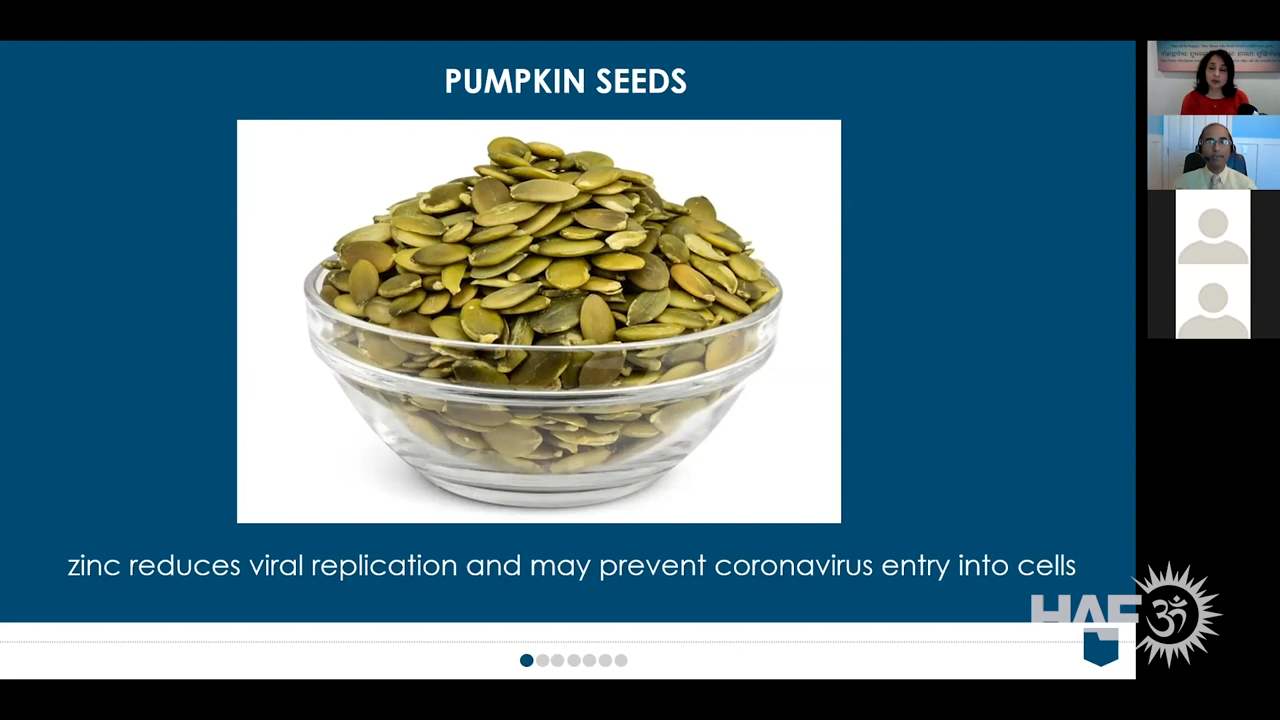 PUMPKIN SEEDS
zinc reduces viral replication and may prevent coronavirus entry into cells
HAF ॐ